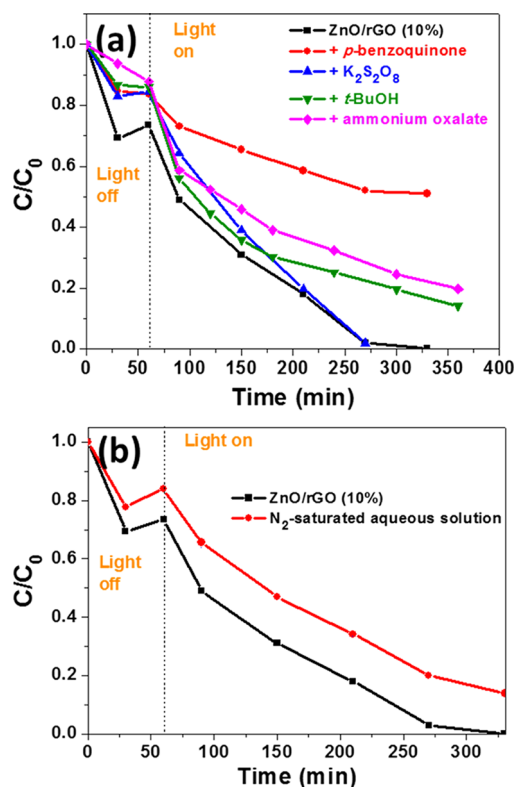 (a)
Light
on
ZnO/rGO (10%)
+ p-benzoquinone
+ K₂S₂O₈
+ t-BuOH
+ ammonium oxalate
Light
off
C/C₀
1.0
0.8
0.6
0.4
0.2
0.0
0 50 100 150 200 250 300 350 400
Time (min)
(b)
Light on
ZnO/rGO (10%)
N₂-saturated aqueous solution
Light
off
C/C₀
1.0
0.8
0.6
0.4
0.2
0.0
0 50 100 150 200 250 300
Time (min)